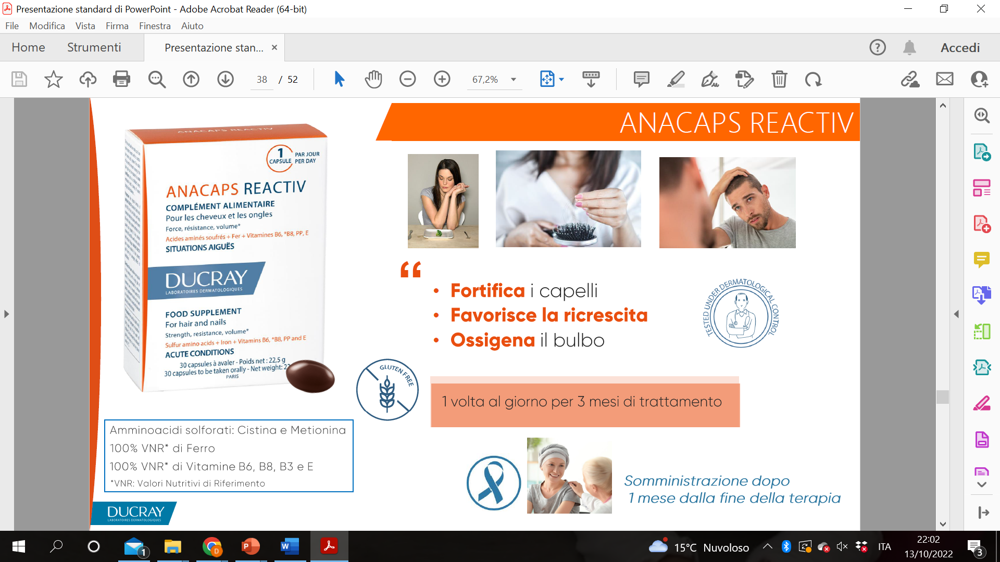 Presentazione standard di PowerPoint - Adobe Acrobat Reader (64-bit)
File Modifica Vista Firma Finestra Aiuto
Home Strumenti Presentazione stan... × Accedi
38 / 52 67,2%
ANACAPS REACTIV
ANACAPS REACTIV
1 CAPSULE PAR JOUR
PER DAY
ANACAPS REACTIV
COMPLÉMENT ALIMENTAIRE
Pour les cheveux et les ongles
Force, résistance, volume*
Acides aminés soufrés + Fer + Vitamines B6, *B8, PP, E
SITUATIONS AIGUËS
DUCRAY
LABORATOIRES DERMATOLOGIQUES
FOOD SUPPLEMENT
For hair and nails
Strength, resistance, volume*
Sulfur amino acids + Iron + Vitamins B6, *B8, PP and E
ACUTE CONDITIONS
30 capsules à avaler - Poids net : 22,5 g
30 capsules to be taken orally - Net weight:
PARIS
“
• Fortifica i capelli
• Favorisce la ricrescita
• Ossigena il bulbo
TESTED UNDER DERMATOLOGICAL CONTROL
GLUTEN FREE
1 volta al giorno per 3 mesi di trattamento
Amminoacidi solforati: Cistina e Metionina
100% VNR* di Ferro
100% VNR* di Vitamine B6, B8, B3 e E
*VNR: Valori Nutritivi di Riferimento
Somministrazione dopo
1 mese dalla fine della terapia
DUCRAY
LABORATOIRES DERMATOLOGIQUES
1 15°C Nuvoloso ITA 22:02
13/10/2022 3